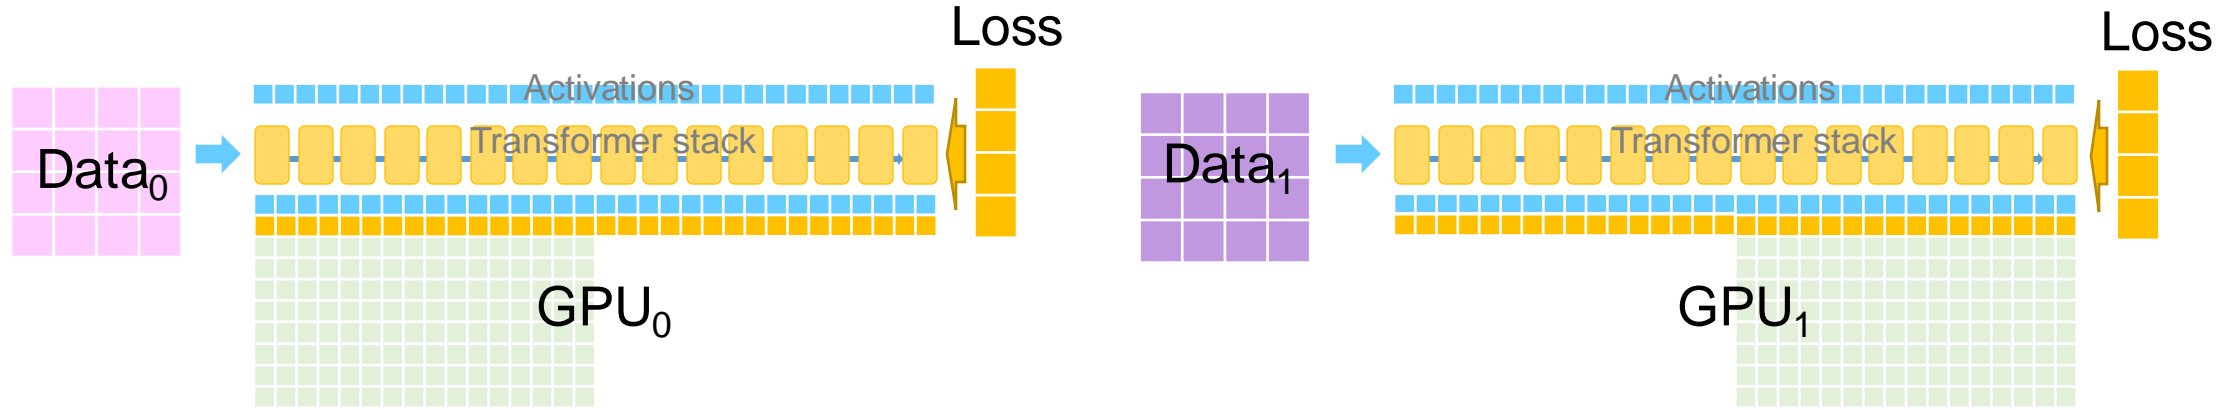 Loss
Activations
Transformer stack
Data0
GPU0
Loss
Activations
Transformer stack
Data1
GPU1